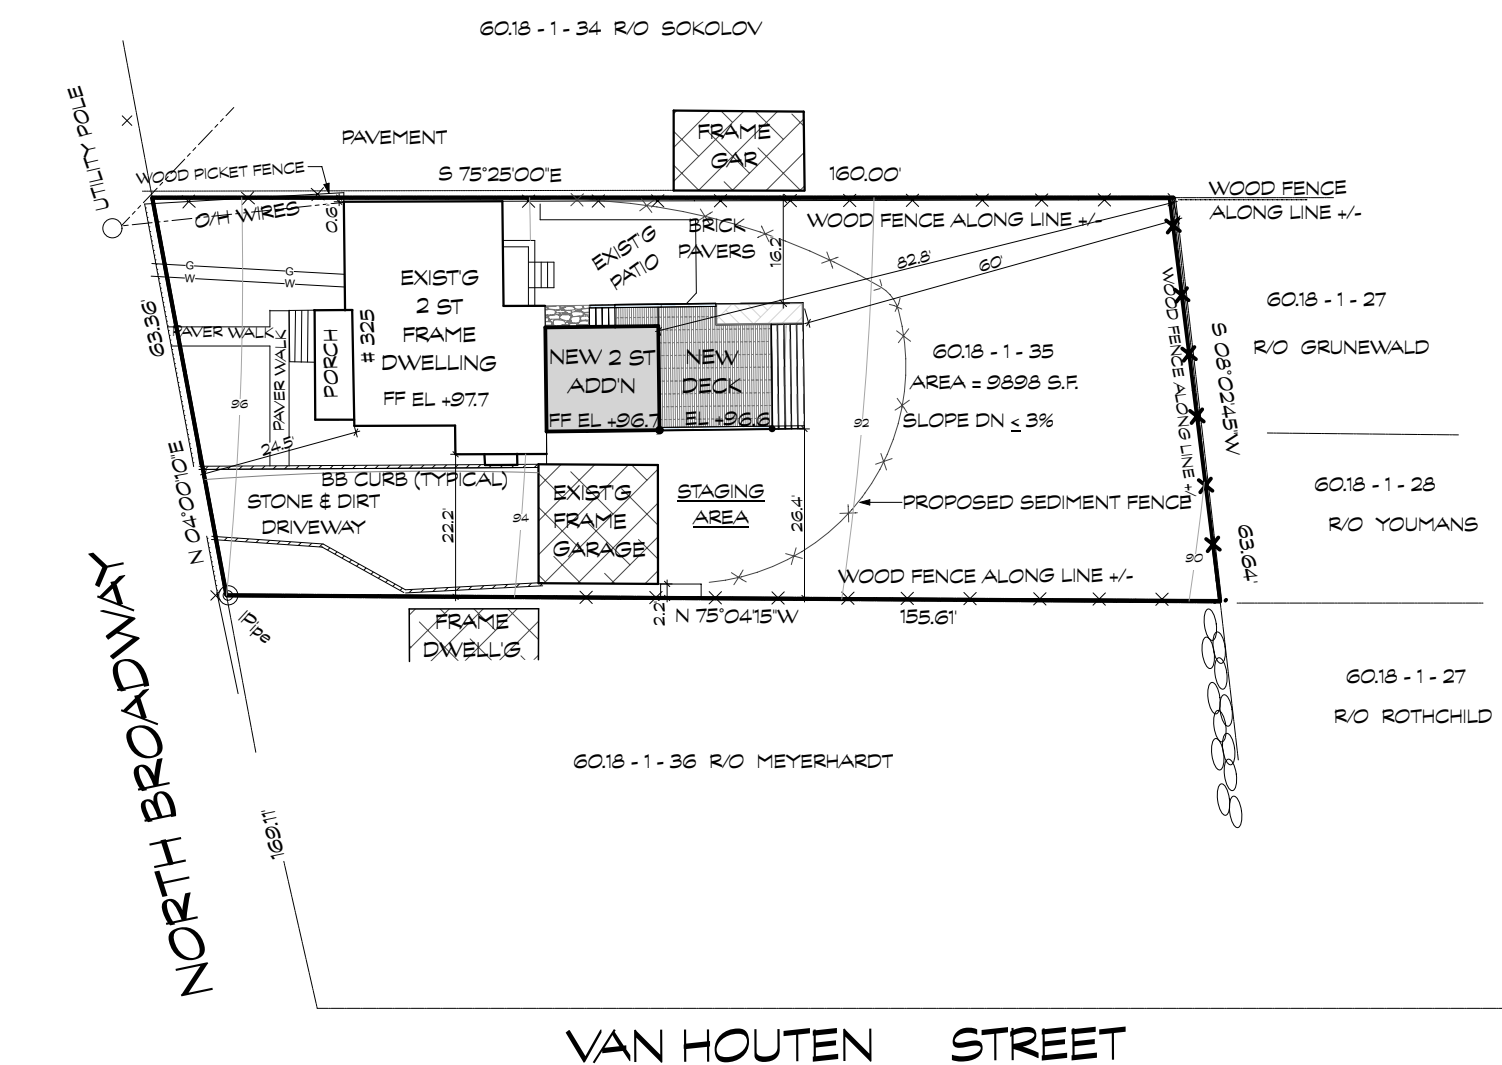 60.18 - 1 - 34 R/O SOKOLOV
UTILITY POLE
PAVEMENT
FRAME
GAR
WOOD PICKET FENCE
S 75°25'00"E
160.00'
WOOD FENCE
ALONG LINE +/-
O/H WIRES
0.6'
WOOD FENCE ALONG LINE +/-
BRICK
PAVERS
EXIST'G
PATIO
16.2'
82.8'
60'
G
W
G
W
EXIST'G
2 ST
FRAME
DWELLING
FF EL +97.7
# 325
PORCH
PAVER WALK
PAVER WALK
63.36'
96
24.5'
NEW 2 ST
ADD'N
FF EL +96.7
NEW
DECK
EL +96.6
60.18 - 1 - 35
AREA = 9898 S.F.
SLOPE DN < 3%
92
WOOD FENCE ALONG LINE +/-
S 08°02'45"W
60.18 - 1 - 27
R/O GRUNEWALD
N 04°00'10"E
BB CURB (TYPICAL)
STONE & DIRT
DRIVEWAY
22.2'
94
EXIST'G
FRAME
GARAGE
STAGING
AREA
26.4'
PROPOSED SEDIMENT FENCE
60.18 - 1 - 28
R/O YOUMANS
90
63.64'
WOOD FENCE ALONG LINE +/-
IPipe
FRAME
DWELL'G
2.2'
N 75°04'15"W
155.61'
60.18 - 1 - 27
R/O ROTHCHILD
60.18 - 1 - 36 R/O MEYERHARDT
169.11'
NORTH BROADWAY
VAN HOUTEN STREET